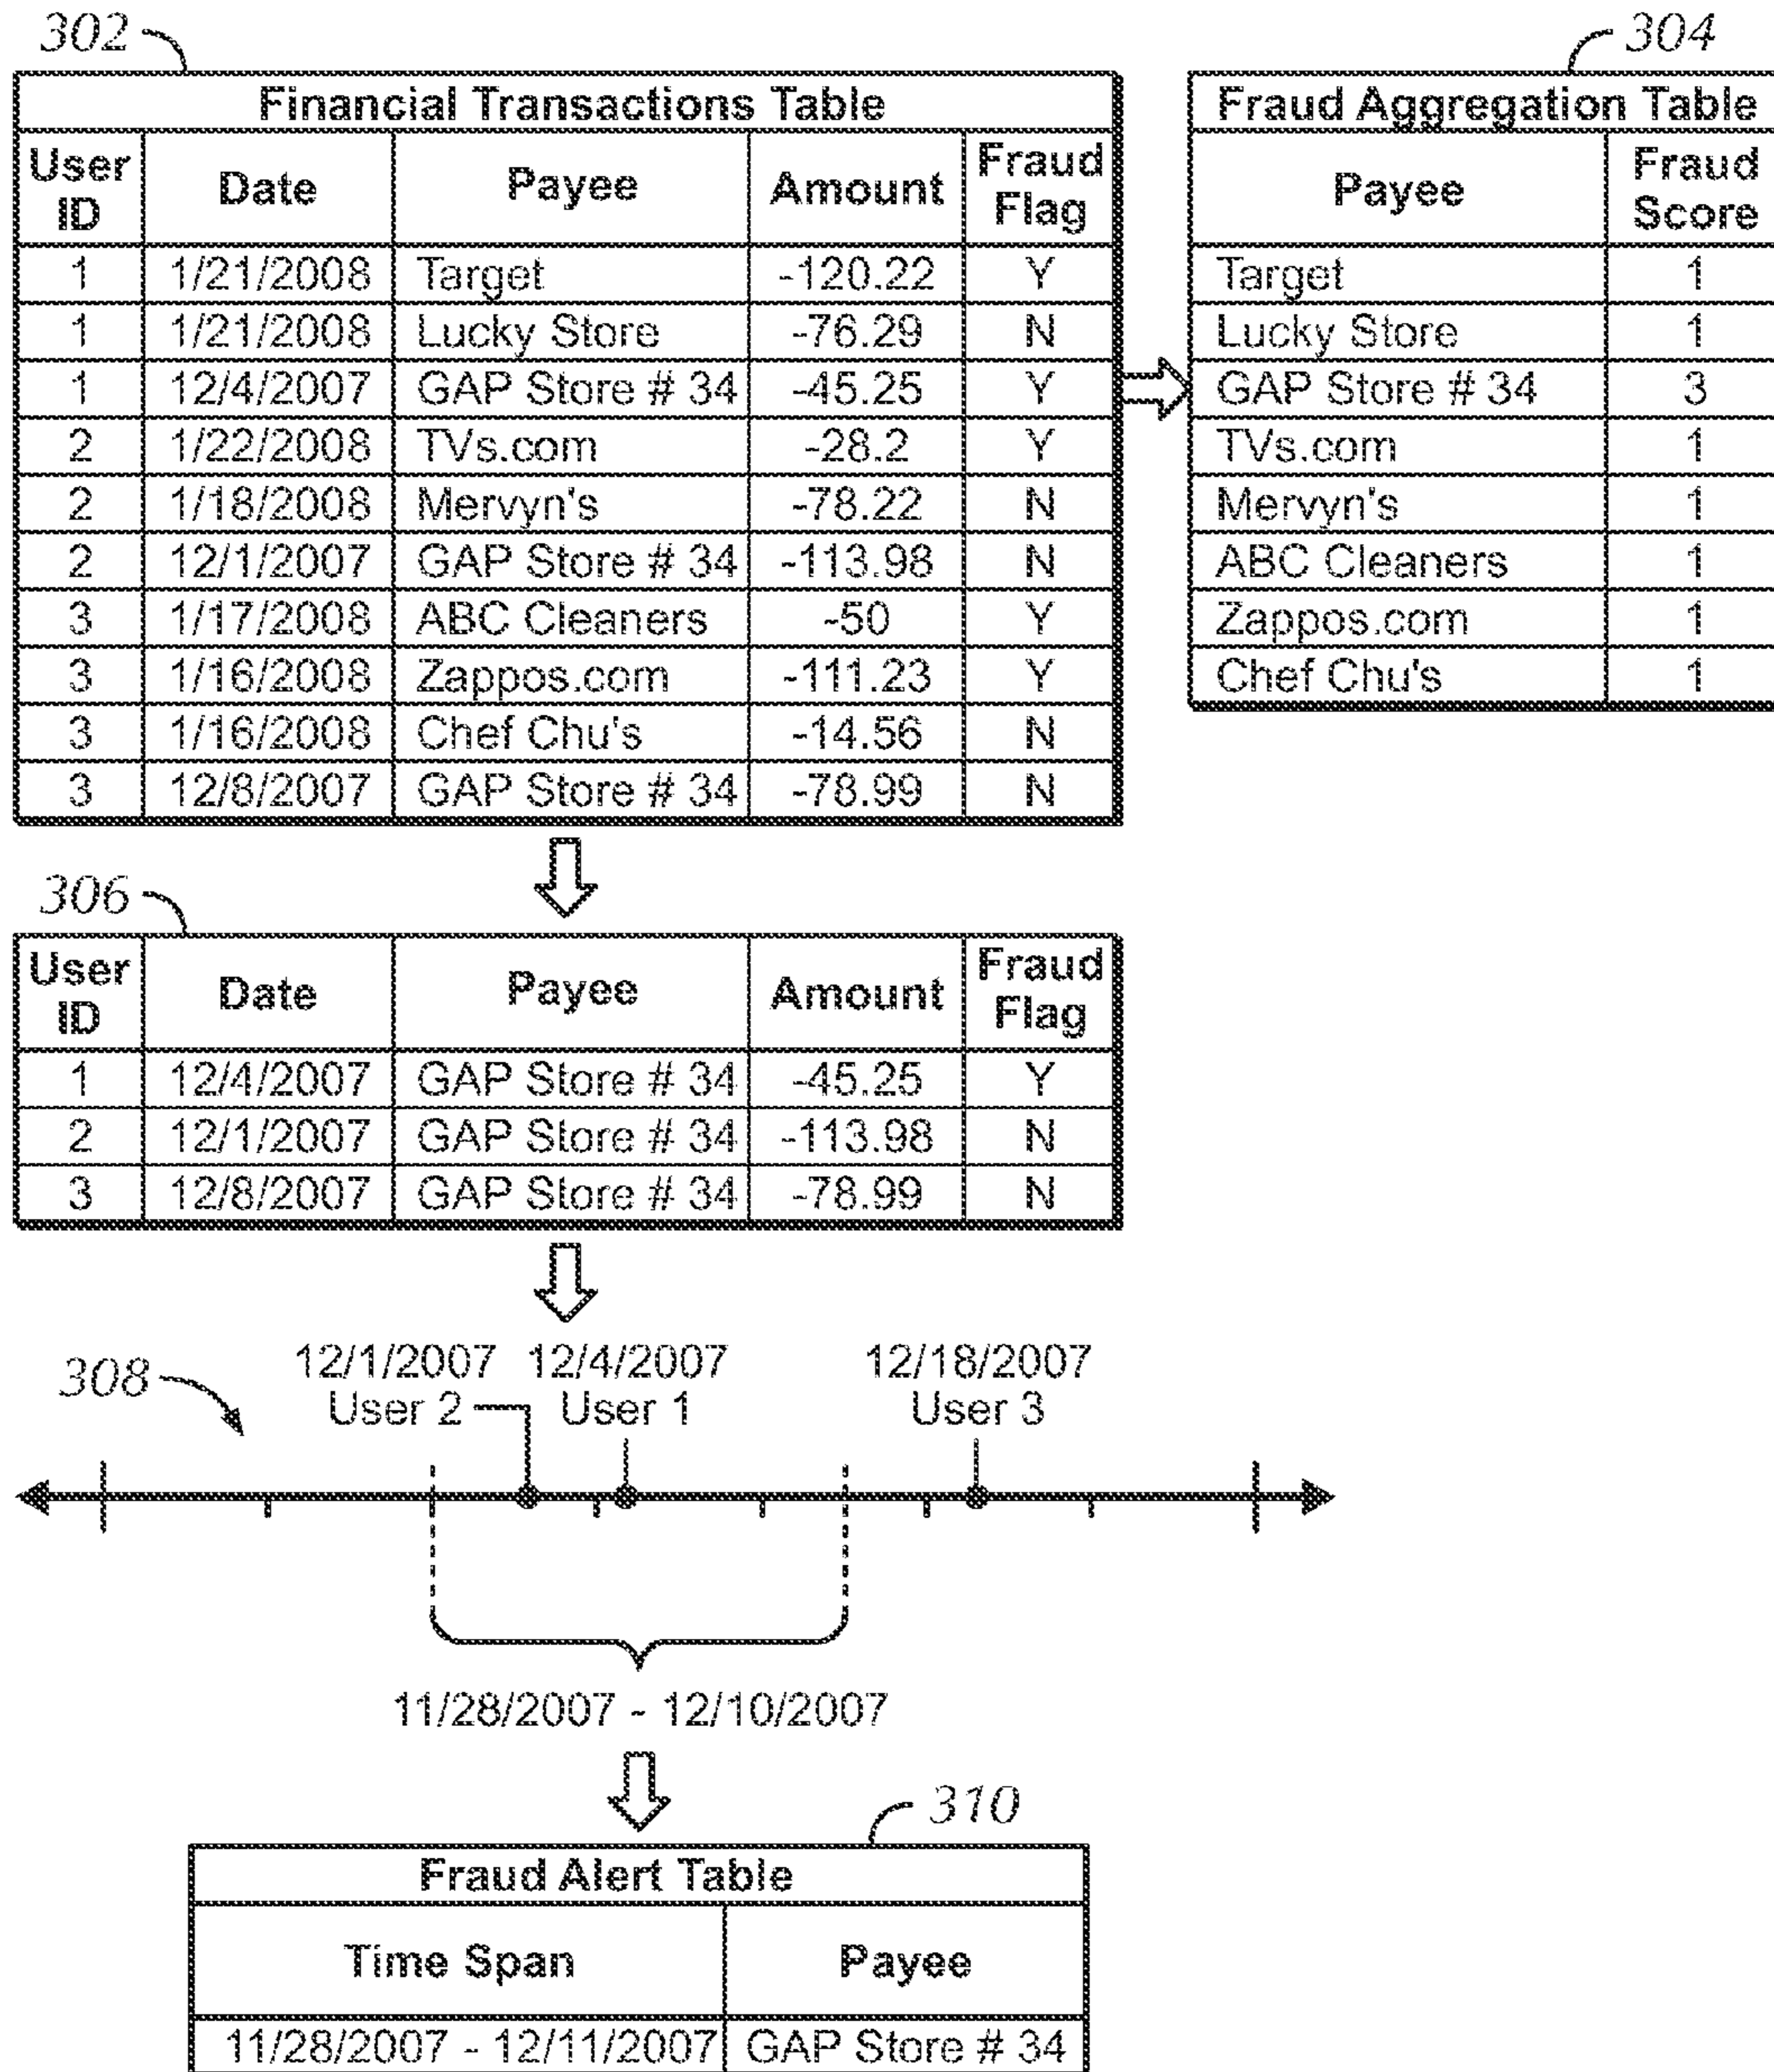 302
304
Financial Transactions Table
User ID Date Payee Amount Fraud Flag
1 1/21/2008 Target -120.22 Y
1 1/21/2008 Lucky Store -76.29 N
1 12/4/2007 GAP Store # 34 -45.25 Y
2 1/22/2008 TVs.com -28.2 Y
2 1/18/2008 Mervyn's -78.22 N
2 12/1/2007 GAP Store # 34 -113.98 N
3 1/17/2008 ABC Cleaners -50 Y
3 1/16/2008 Zappos.com -111.23 Y
3 1/16/2008 Chef Chu's -14.56 N
3 12/8/2007 GAP Store # 34 -78.99 N
Fraud Aggregation Table
Payee Fraud Score
Target 1
Lucky Store 1
GAP Store # 34 3
TVs.com 1
Mervyn's 1
ABC Cleaners 1
Zappos.com 1
Chef Chu's 1
306
User ID Date Payee Amount Fraud Flag
1 12/4/2007 GAP Store # 34 -45.25 Y
2 12/1/2007 GAP Store # 34 -113.98 N
3 12/8/2007 GAP Store # 34 -78.99 N
308
12/1/2007 12/4/2007 12/18/2007
User 2 User 1 User 3
11/28/2007 - 12/10/2007
310
Fraud Alert Table
Time Span Payee
11/28/2007 - 12/11/2007 GAP Store # 34